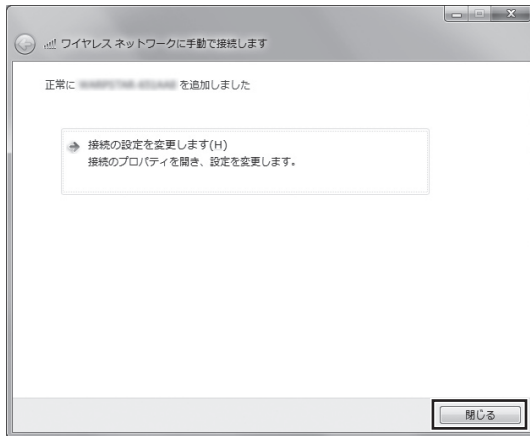 ワイヤレス ネットワークに手動で接続します
正常に を追加しました
接続の設定を変更します(H)
接続のプロパティを開き、設定を変更します。
閉じる